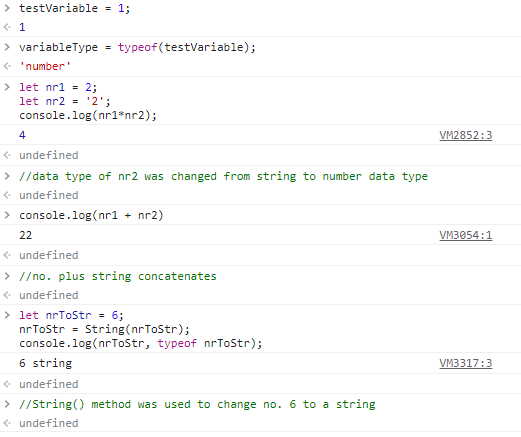 testVariable = 1;
1
variableType = typeof(testVariable);
'number'
let nr1 = 2;
let nr2 = '2';
console.log(nr1*nr2);
4 VM2852:3
undefined
//data type of nr2 was changed from string to number data type
undefined
console.log(nr1 + nr2)
22 VM3054:1
undefined
//no. plus string concatenates
undefined
let nrToStr = 6;
nrToStr = String(nrToStr);
console.log(nrToStr, typeof nrToStr);
6 string VM3317:3
undefined
//String() method was used to change no. 6 to a string
undefined